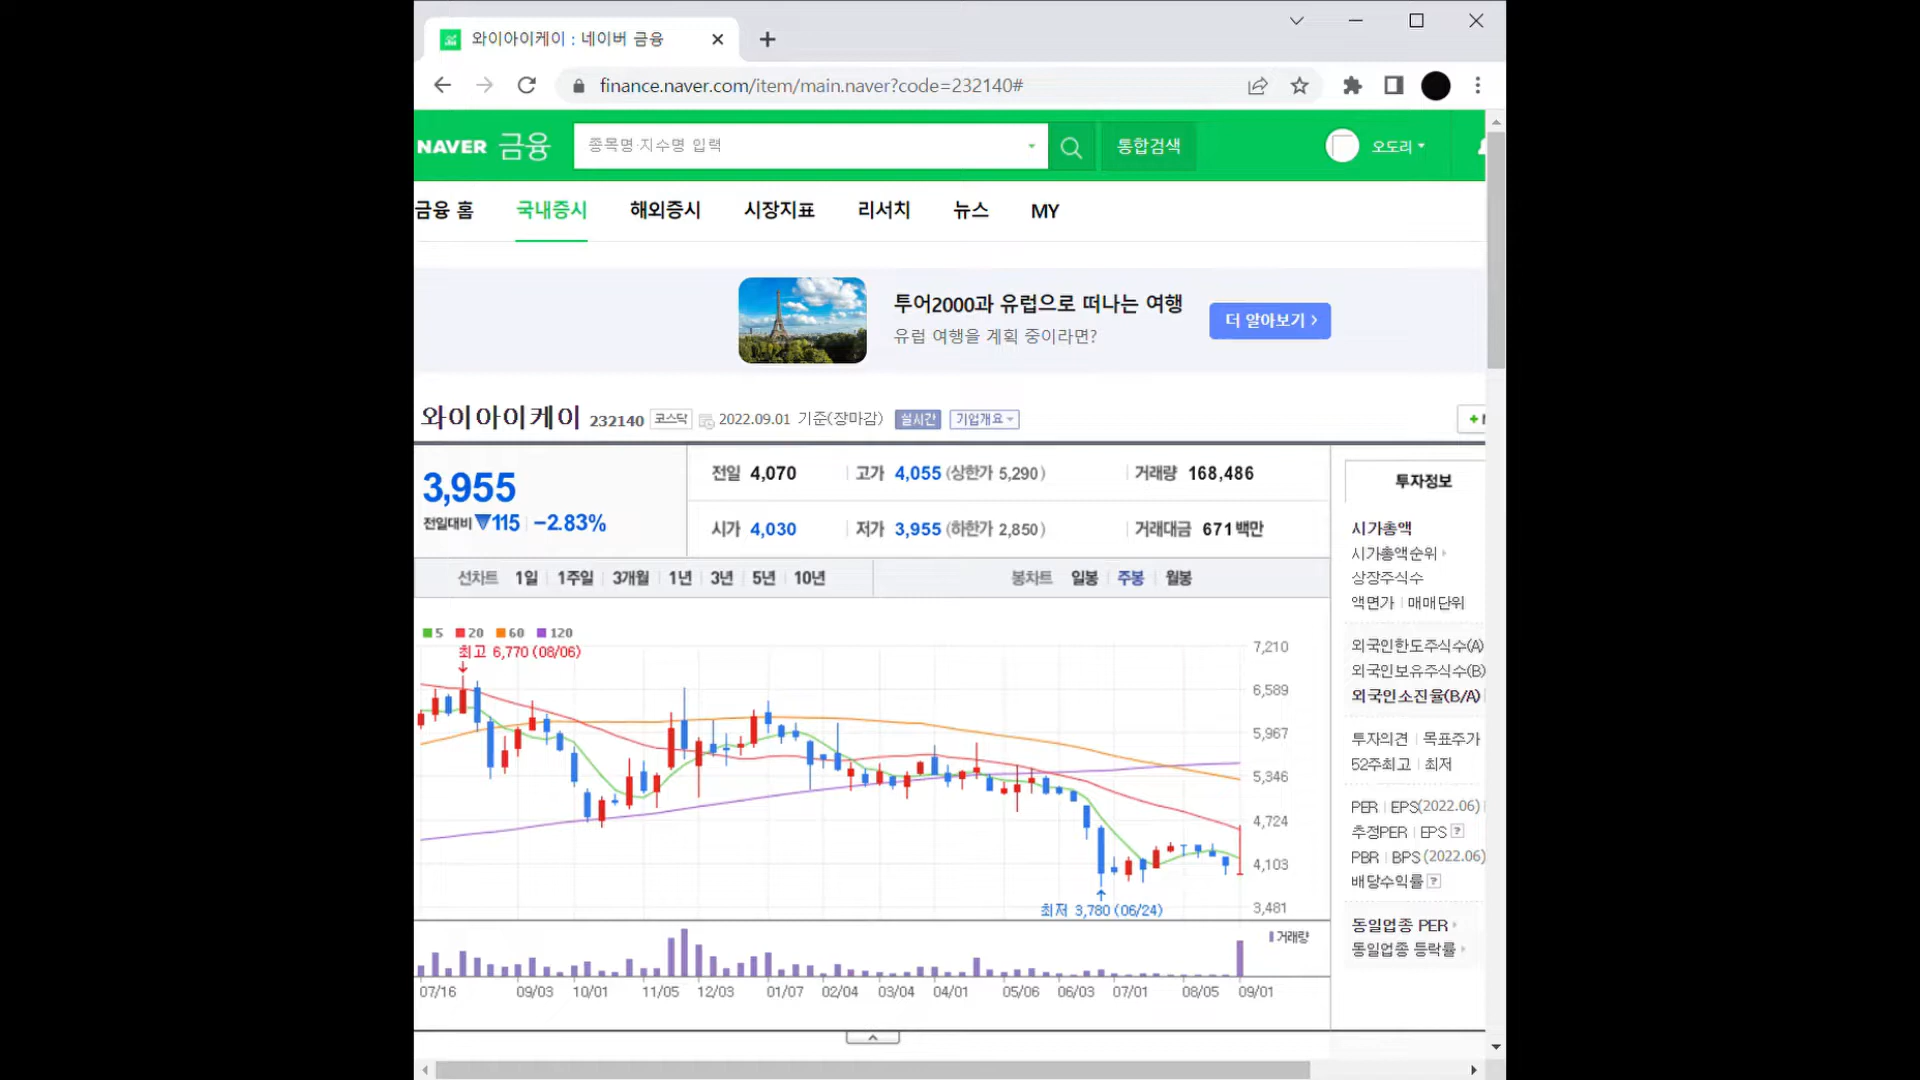 와이아이케이 : 네이버 금융
finance.naver.com/item/main.naver?code=232140#
NAVER 금융
종목명·지수명 입력
통합검색
오도리
금융 홈 국내증시 해외증시 시장지표 리서치 뉴스 MY
투어2000과 유럽으로 떠나는 여행
유럽 여행을 계획 중이라면?
더 알아보기 >
와이아이케이 232140 코스닥 2022.09.01 기준(장마감) 실시간 기업개요
3,955
전일대비 ▼115 -2.83%
전일 4,070 고가 4,055 (상한가 5,290) 거래량 168,486
시가 4,030 저가 3,955 (하한가 2,850) 거래대금 671 백만
선차트 1일 1주일 3개월 1년 3년 5년 10년 봉차트 일봉 주봉 월봉
5 20 60 120
최고 6,770 (08/06)
7,210
6,589
5,967
5,346
4,724
4,103
3,481
최저 3,780 (06/24)
거래량
07/16 09/03 10/01 11/05 12/03 01/07 02/04 03/04 04/01 05/06 06/03 07/01 08/05 09/01
투자정보
시가총액
시가총액순위
상장주식수
액면가 | 매매단위
외국인한도주식수(A)
외국인보유주식수(B)
외국인소진율(B/A)
투자의견 | 목표주가
52주최고 | 최저
PER | EPS(2022.06)
추정PER | EPS ?
PBR | BPS (2022.06)
배당수익률 ?
동일업종 PER
동일업종 등락률